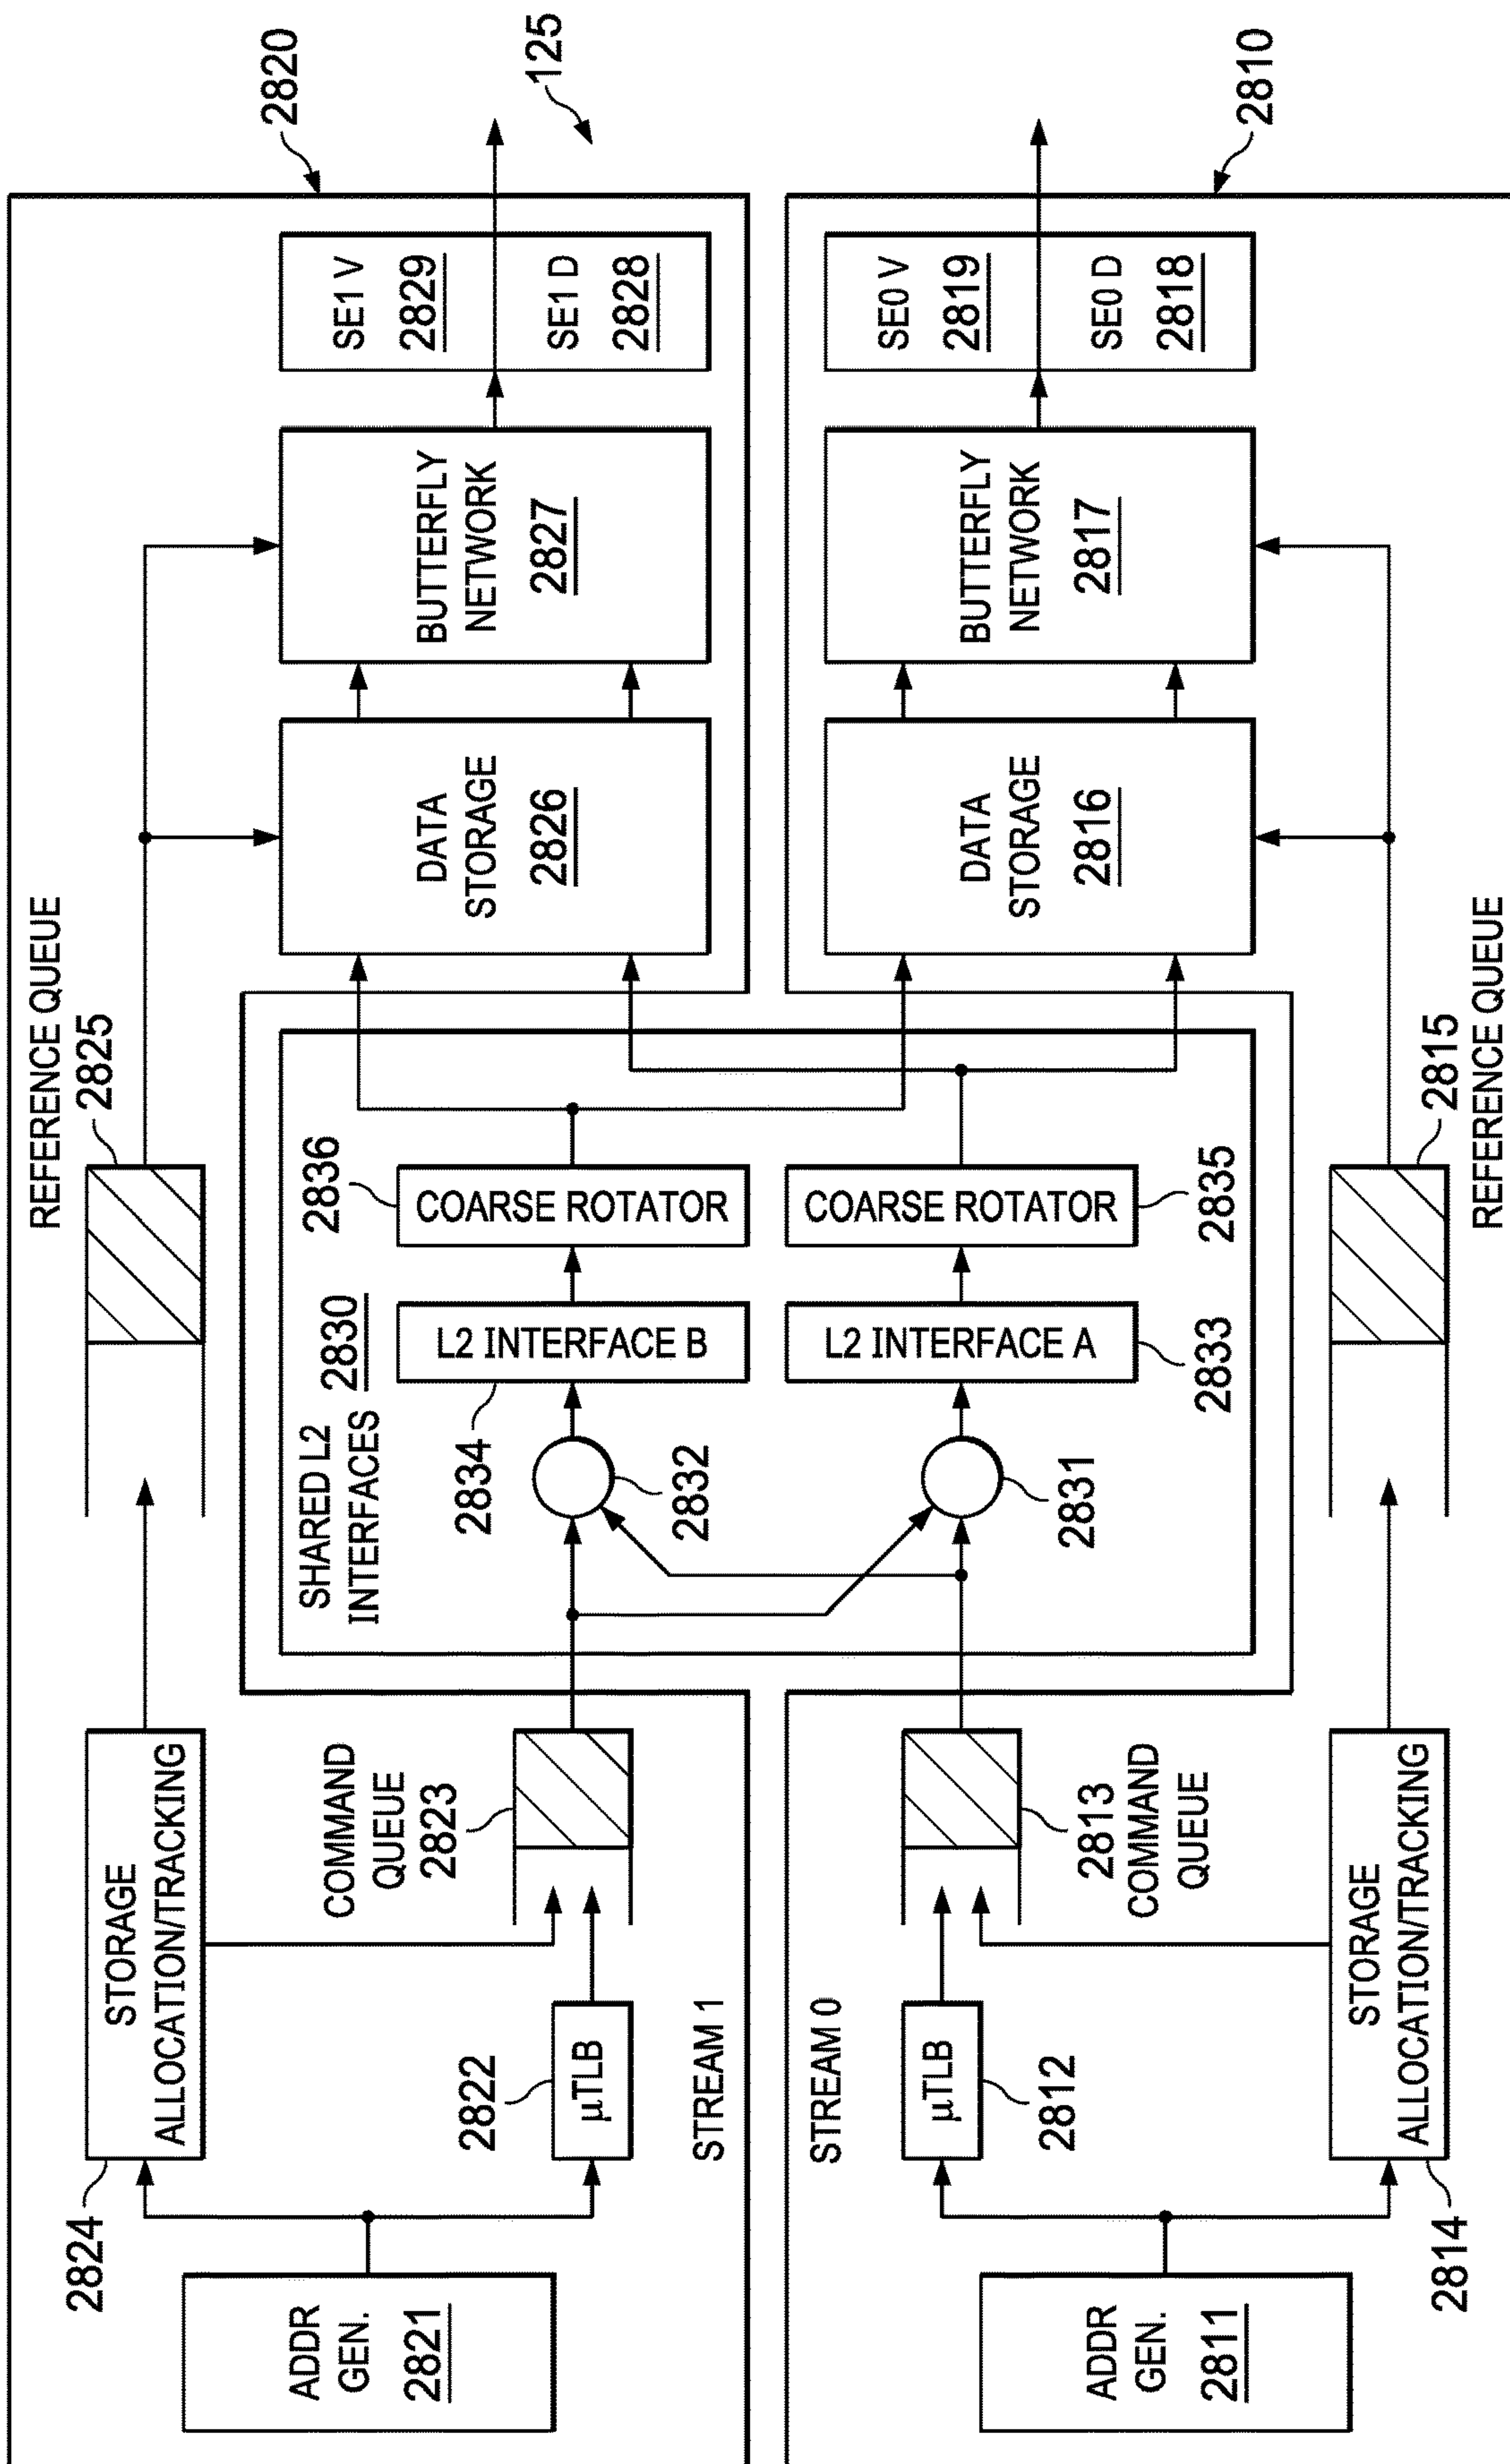 2820
125
REFERENCE QUEUE
2825
STORAGE
ALLOCATION/TRACKING
2824
ADDR
GEN.
2821
µTLB
2822
COMMAND
QUEUE
2823
STREAM 1
DATA
STORAGE
2826
BUTTERFLY
NETWORK
2827
SE1 V
2829
SE1 D
2828
SHARED L2
INTERFACES
2830
2834
L2 INTERFACE B
2836
COARSE ROTATOR
2832
2831
L2 INTERFACE A
2833
COARSE ROTATOR
2835
2810
STREAM 0
ADDR
GEN.
2811
µTLB
2812
2813
COMMAND
QUEUE
STORAGE
ALLOCATION/TRACKING
2814
DATA
STORAGE
2816
BUTTERFLY
NETWORK
2817
SE0 V
2819
SE0 D
2818
2815
REFERENCE QUEUE